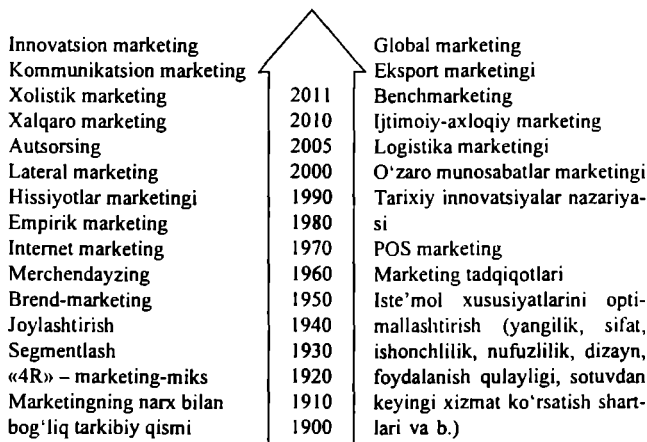 Innovatsion marketing
Kommunikatsion marketing
Xolistik marketing
Xalqaro marketing
Autsorsing
Lateral marketing
Hissiyotlar marketingi
Empirik marketing
Internet marketing
Merchendayzing
Brend-marketing
Joylashtirish
Segmentlash
«4R» – marketing-miks
Marketingning narx bilan
bog‘liq tarkibiy qismi
2011
2010
2005
2000
1990
1980
1970
1960
1950
1940
1930
1920
1910
1900
Global marketing
Eksport marketingi
Benchmarketing
Ijtimoiy-axloqiy marketing
Logistika marketingi
O‘zaro munosabatlar marketingi
Tarixiy innovatsiyalar nazariya-
si
POS marketing
Marketing tadqiqotlari
Iste’mol xususiyatlarini opti-
mallashtirish (yangilik, sifat,
ishonchlilik, nufuzlilik, dizayn,
foydalanish qulayligi, sotuvdan
keyingi xizmat ko‘rsatish shart-
lari va b.)